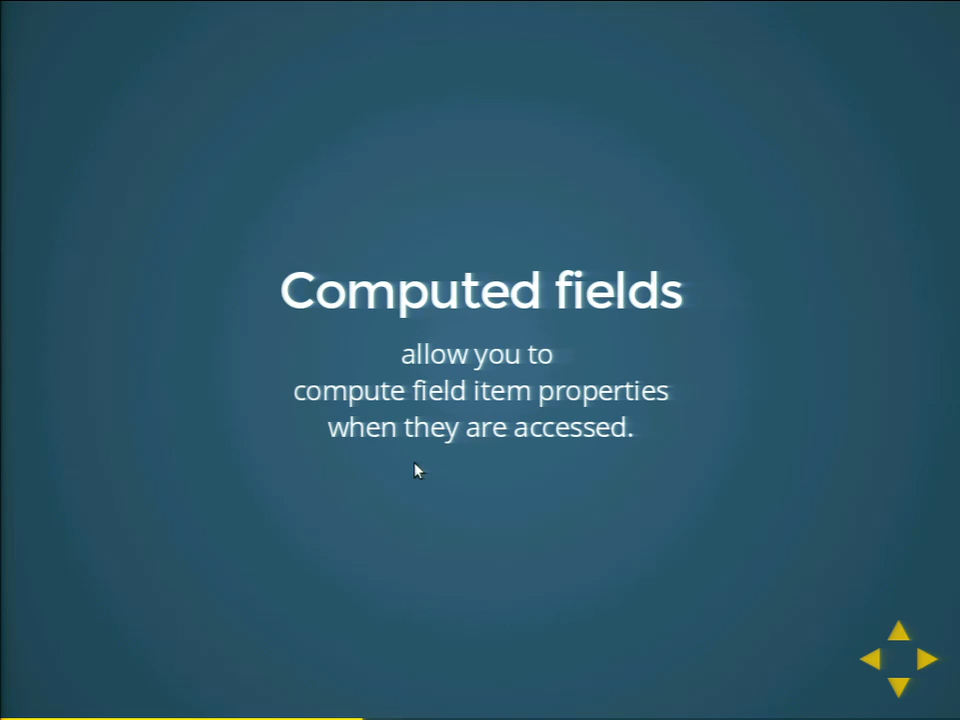 Computed fields
allow you to
compute field item properties
when they are accessed.